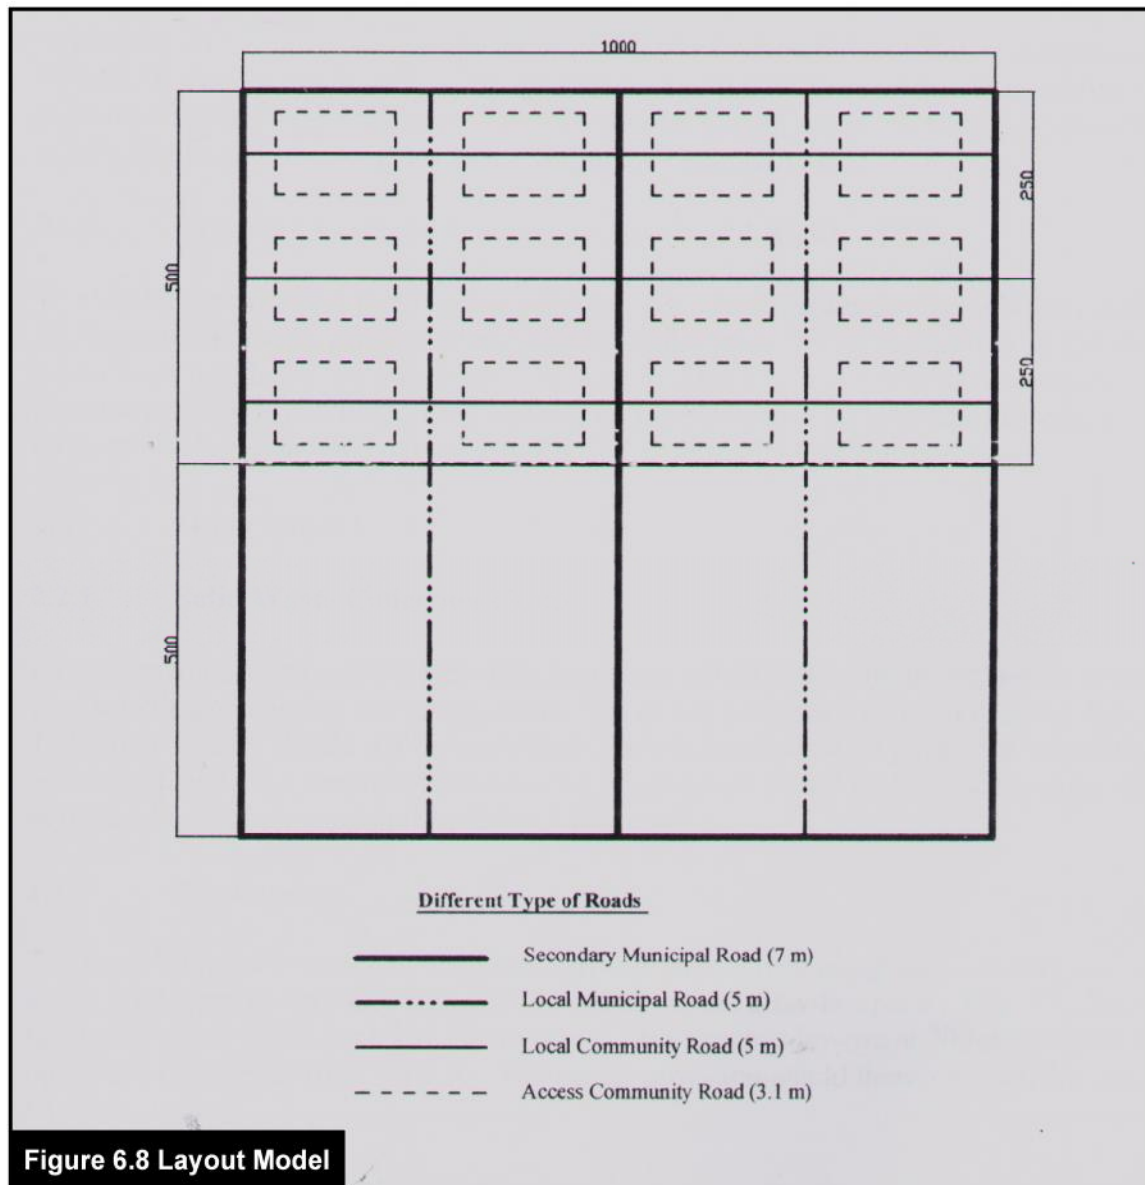 1000
250
500
250
500
Different Type of Roads
Secondary Municipal Road (7 m)
Local Municipal Road (5 m)
Local Community Road (5 m)
Access Community Road (3.1 m)
Figure 6.8 Layout Model